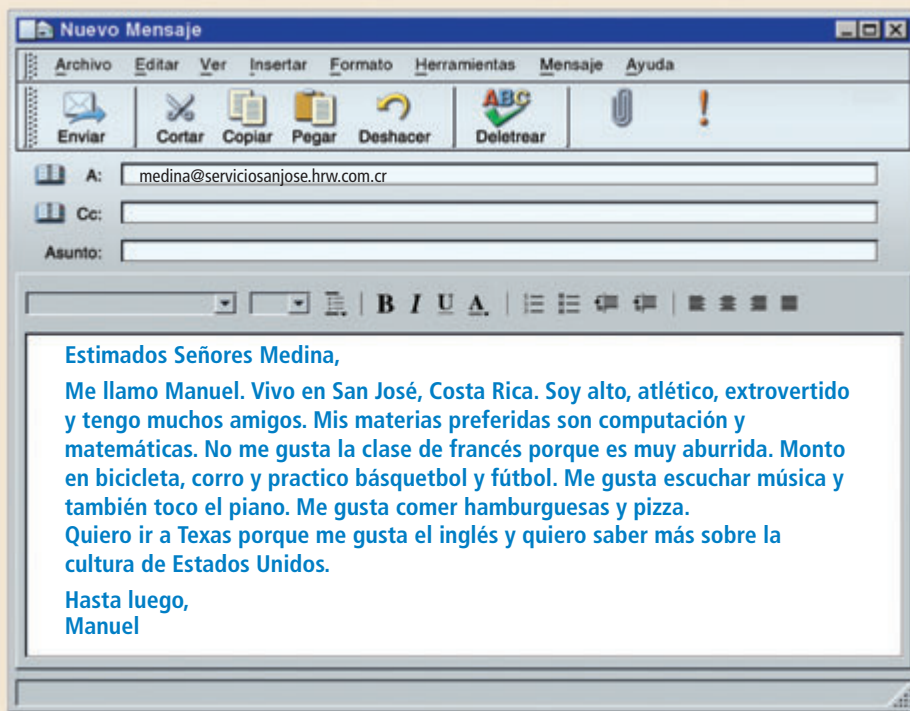 Nuevo Mensaje
Archivo Editar Ver Insertar Formato Herramientas Mensaje Ayuda
Enviar Cortar Copiar Pegar Deshacer ABC Deletrear
A: medina@serviciosanjose.hrw.com.cr
Cc:
Asunto:
B I U A
Estimados Señores Medina,
Me llamo Manuel. Vivo en San José, Costa Rica. Soy alto, atlético, extrovertido
y tengo muchos amigos. Mis materias preferidas son computación y
matemáticas. No me gusta la clase de francés porque es muy aburrida. Monto
en bicicleta, corro y practico básquetbol y fútbol. Me gusta escuchar música y
también toco el piano. Me gusta comer hamburguesas y pizza.
Quiero ir a Texas porque me gusta el inglés y quiero saber más sobre la
cultura de Estados Unidos.
Hasta luego,
Manuel